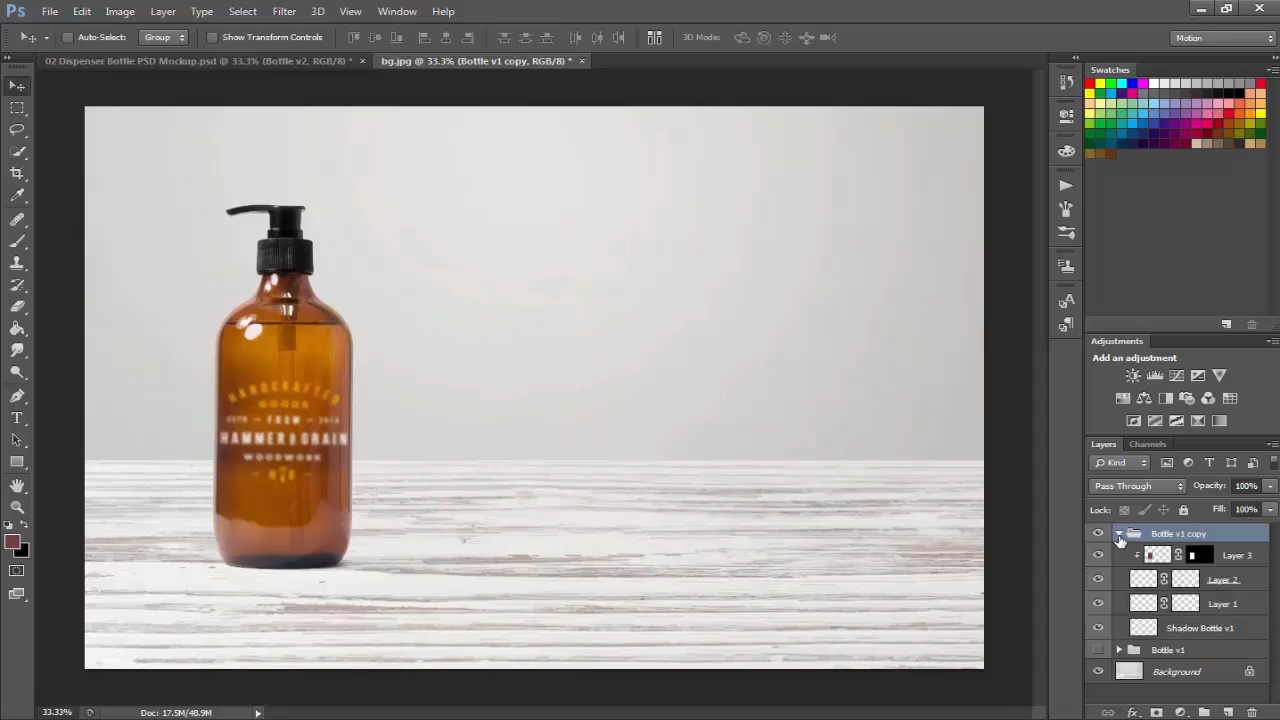 Ps File Edit Image Layer Type Select Filter 3D View Window Help
Auto-Select: Group Show Transform Controls 3D Mode: Motion
02 Dispenser Bottle PSD Mockup.psd @ 33.3% (Bottle v2, RGB/8) * × bg.jpg @ 33.3% (Bottle v1 copy, RGB/8) * ×
Swatches
HANDCRAFTED
GOODS
FROM
HAMMER GRAIN
WOODWORK
Adjustments
Add an adjustment
Layers Channels
Kind
Pass Through Opacity: 100%
Lock: Fill: 100%
Bottle v1 copy
Layer 3
Layer 2
Layer 1
Shadow Bottle v1
Bottle v1
Background
33.33% Doc: 17.5M/48.9M